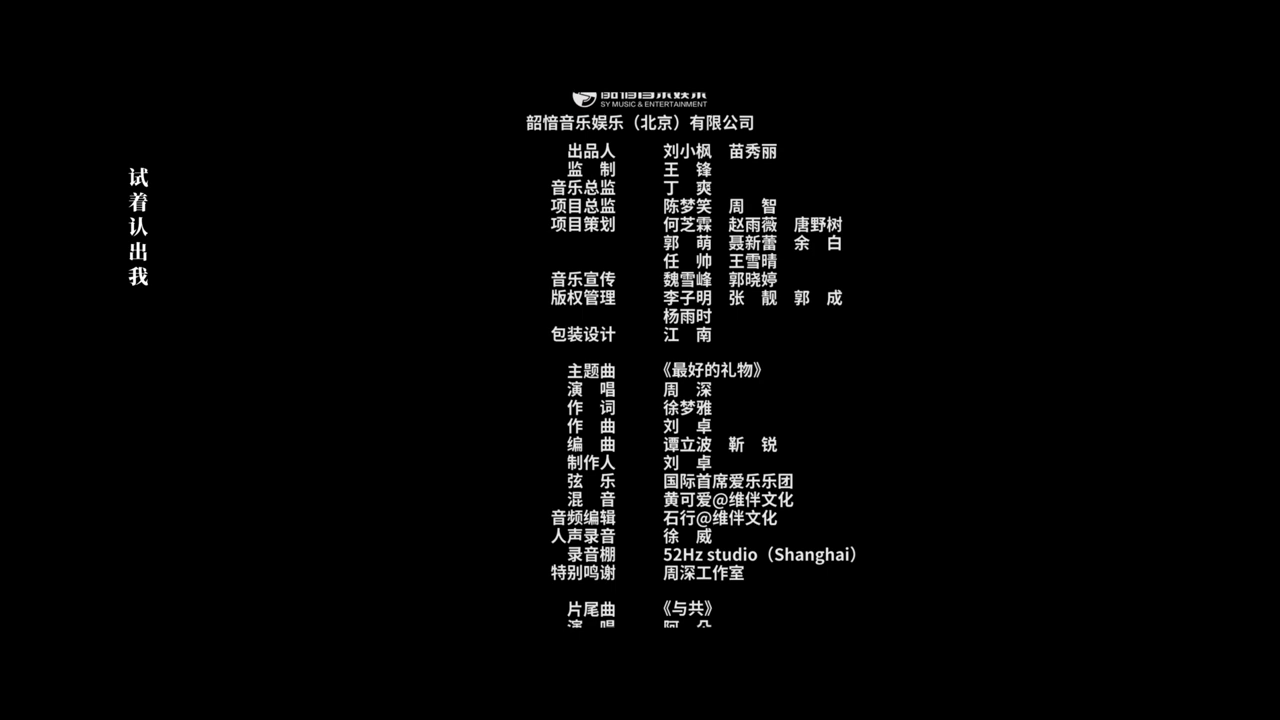 试着认出我
SY MUSIC & ENTERTAINMENT
韶愔音乐娱乐（北京）有限公司
出品人 刘小枫 苗秀丽
监 制 王 锋
音乐总监 丁 爽
项目总监 陈梦笑 周 智
项目策划 何芝霖 赵雨薇 唐野树
郭 萌 聂新蕾 余 白
任 帅 王雪晴
音乐宣传 魏雪峰 郭晓婷
版权管理 李子明 张 靓 郭 成
杨雨时
包装设计 江 南
主题曲 《最好的礼物》
演 唱 周 深
作 词 徐梦雅
作 曲 刘 卓
编 曲 谭立波 靳 锐
制作人 刘 卓
弦 乐 国际首席爱乐乐团
混 音 黄可爱@维伴文化
音频编辑 石行@维伴文化
人声录音 徐 威
录音棚 52Hz studio（Shanghai）
特别鸣谢 周深工作室
片尾曲 《与共》
演 唱 阿 朵